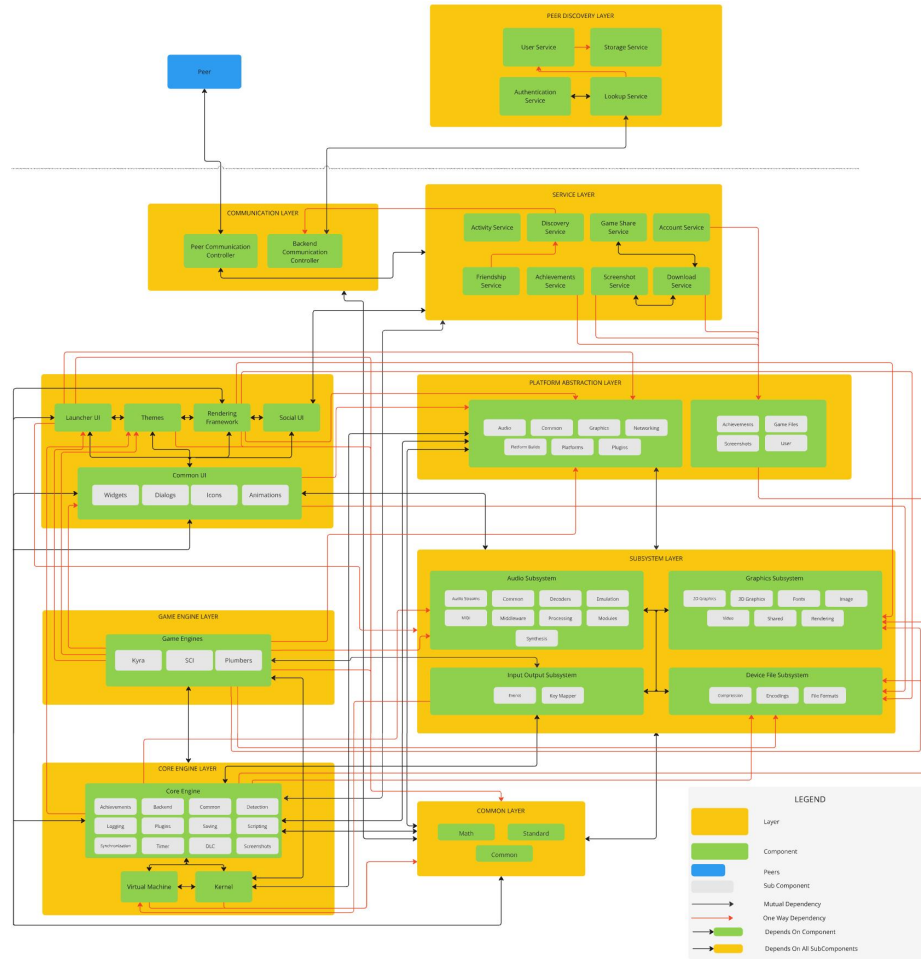 PEER DISCOVERY LAYER
User Service
Storage Service
Authentication
Service
Lookup Service
Peer
COMMUNICATION LAYER
Peer Communication
Controller
Backend
Communication
Controller
SERVICE LAYER
Activity Service
Discovery
Service
Game Share
Service
Account Service
Friendship
Service
Achievements
Service
Screenshot
Service
Download
Service
Launcher UI
Themes
Rendering
Framework
Social UI
Common UI
Widgets
Dialogs
Icons
Animations
PLATFORM ABSTRACTION LAYER
Audio
Common
Graphics
Networking
Platform Builds
Platforms
Plugins
Achievements
Game Files
Screenshots
User
SUBSYSTEM LAYER
Audio Subsystem
Audio Streams
Common
Decoders
Emulation
MIDI
Middleware
Processing
Modules
Synthesis
Graphics Subsystem
2D Graphics
3D Graphics
Fonts
Image
Video
Shared
Rendering
Input Output Subsystem
Events
Key Mapper
Device File Subsystem
Compression
Encodings
File Formats
GAME ENGINE LAYER
Game Engines
Kyra
SCI
Plumbers
CORE ENGINE LAYER
Core Engine
Achievements
Backend
Common
Detection
Logging
Plugins
Saving
Scripting
Synchronization
Timer
DLC
Screenshots
Virtual Machine
Kernel
COMMON LAYER
Math
Standard
Common
LEGEND
Layer
Component
Peers
Sub Component
Mutual Dependency
One Way Dependency
Depends On Component
Depends On All SubComponents